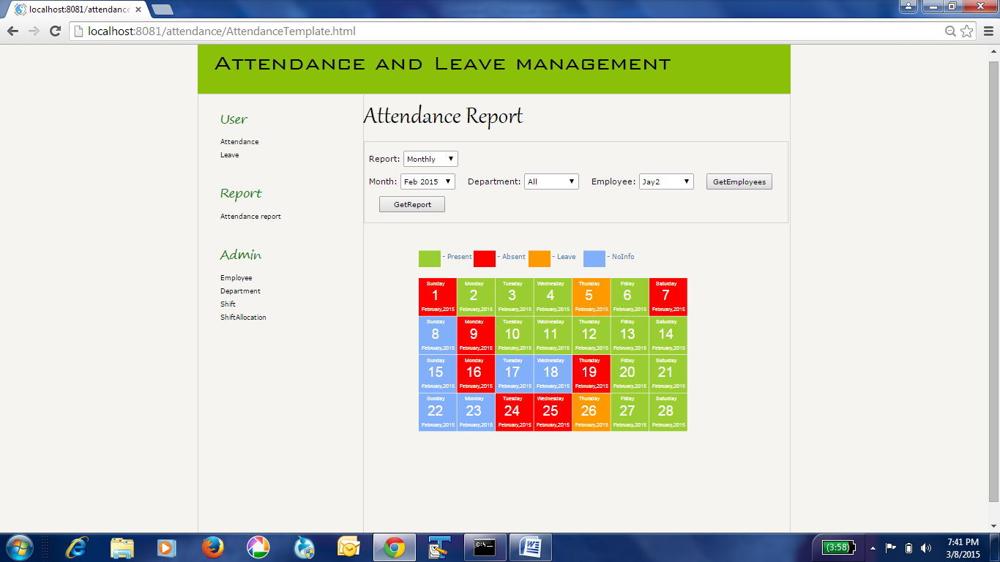 localhost:8081/attendance
localhost:8081/attendance/AttendanceTemplate.html
Attendance and Leave management
User
Attendance
Leave
Report
Attendance report
Admin
Employee
Department
Shift
ShiftAllocation
Attendance Report
Report: Monthly
Month: Feb 2015 Department: All Employee: Jay2 GetEmployees
GetReport
- Present - Absent - Leave - NoInfo
Sunday Monday Tuesday Wednesday Thursday Friday Saturday
1 2 3 4 5 6 7
February,2015 February,2015 February,2015 February,2015 February,2015 February,2015 February,2015
Sunday Monday Tuesday Wednesday Thursday Friday Saturday
8 9 10 11 12 13 14
February,2015 February,2015 February,2015 February,2015 February,2015 February,2015 February,2015
Sunday Monday Tuesday Wednesday Thursday Friday Saturday
15 16 17 18 19 20 21
February,2015 February,2015 February,2015 February,2015 February,2015 February,2015 February,2015
Sunday Monday Tuesday Wednesday Thursday Friday Saturday
22 23 24 25 26 27 28
February,2015 February,2015 February,2015 February,2015 February,2015 February,2015 February,2015
C:\_
(3:58)
7:41 PM
3/8/2015